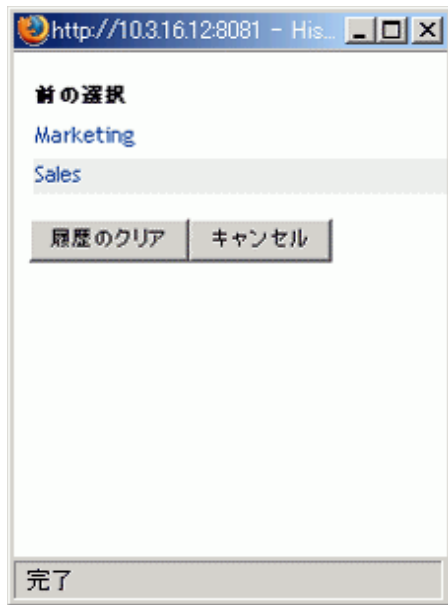 http://10.3.16.12:8081 - His...
前の選択
Marketing
Sales
履歴のクリア キャンセル
完了